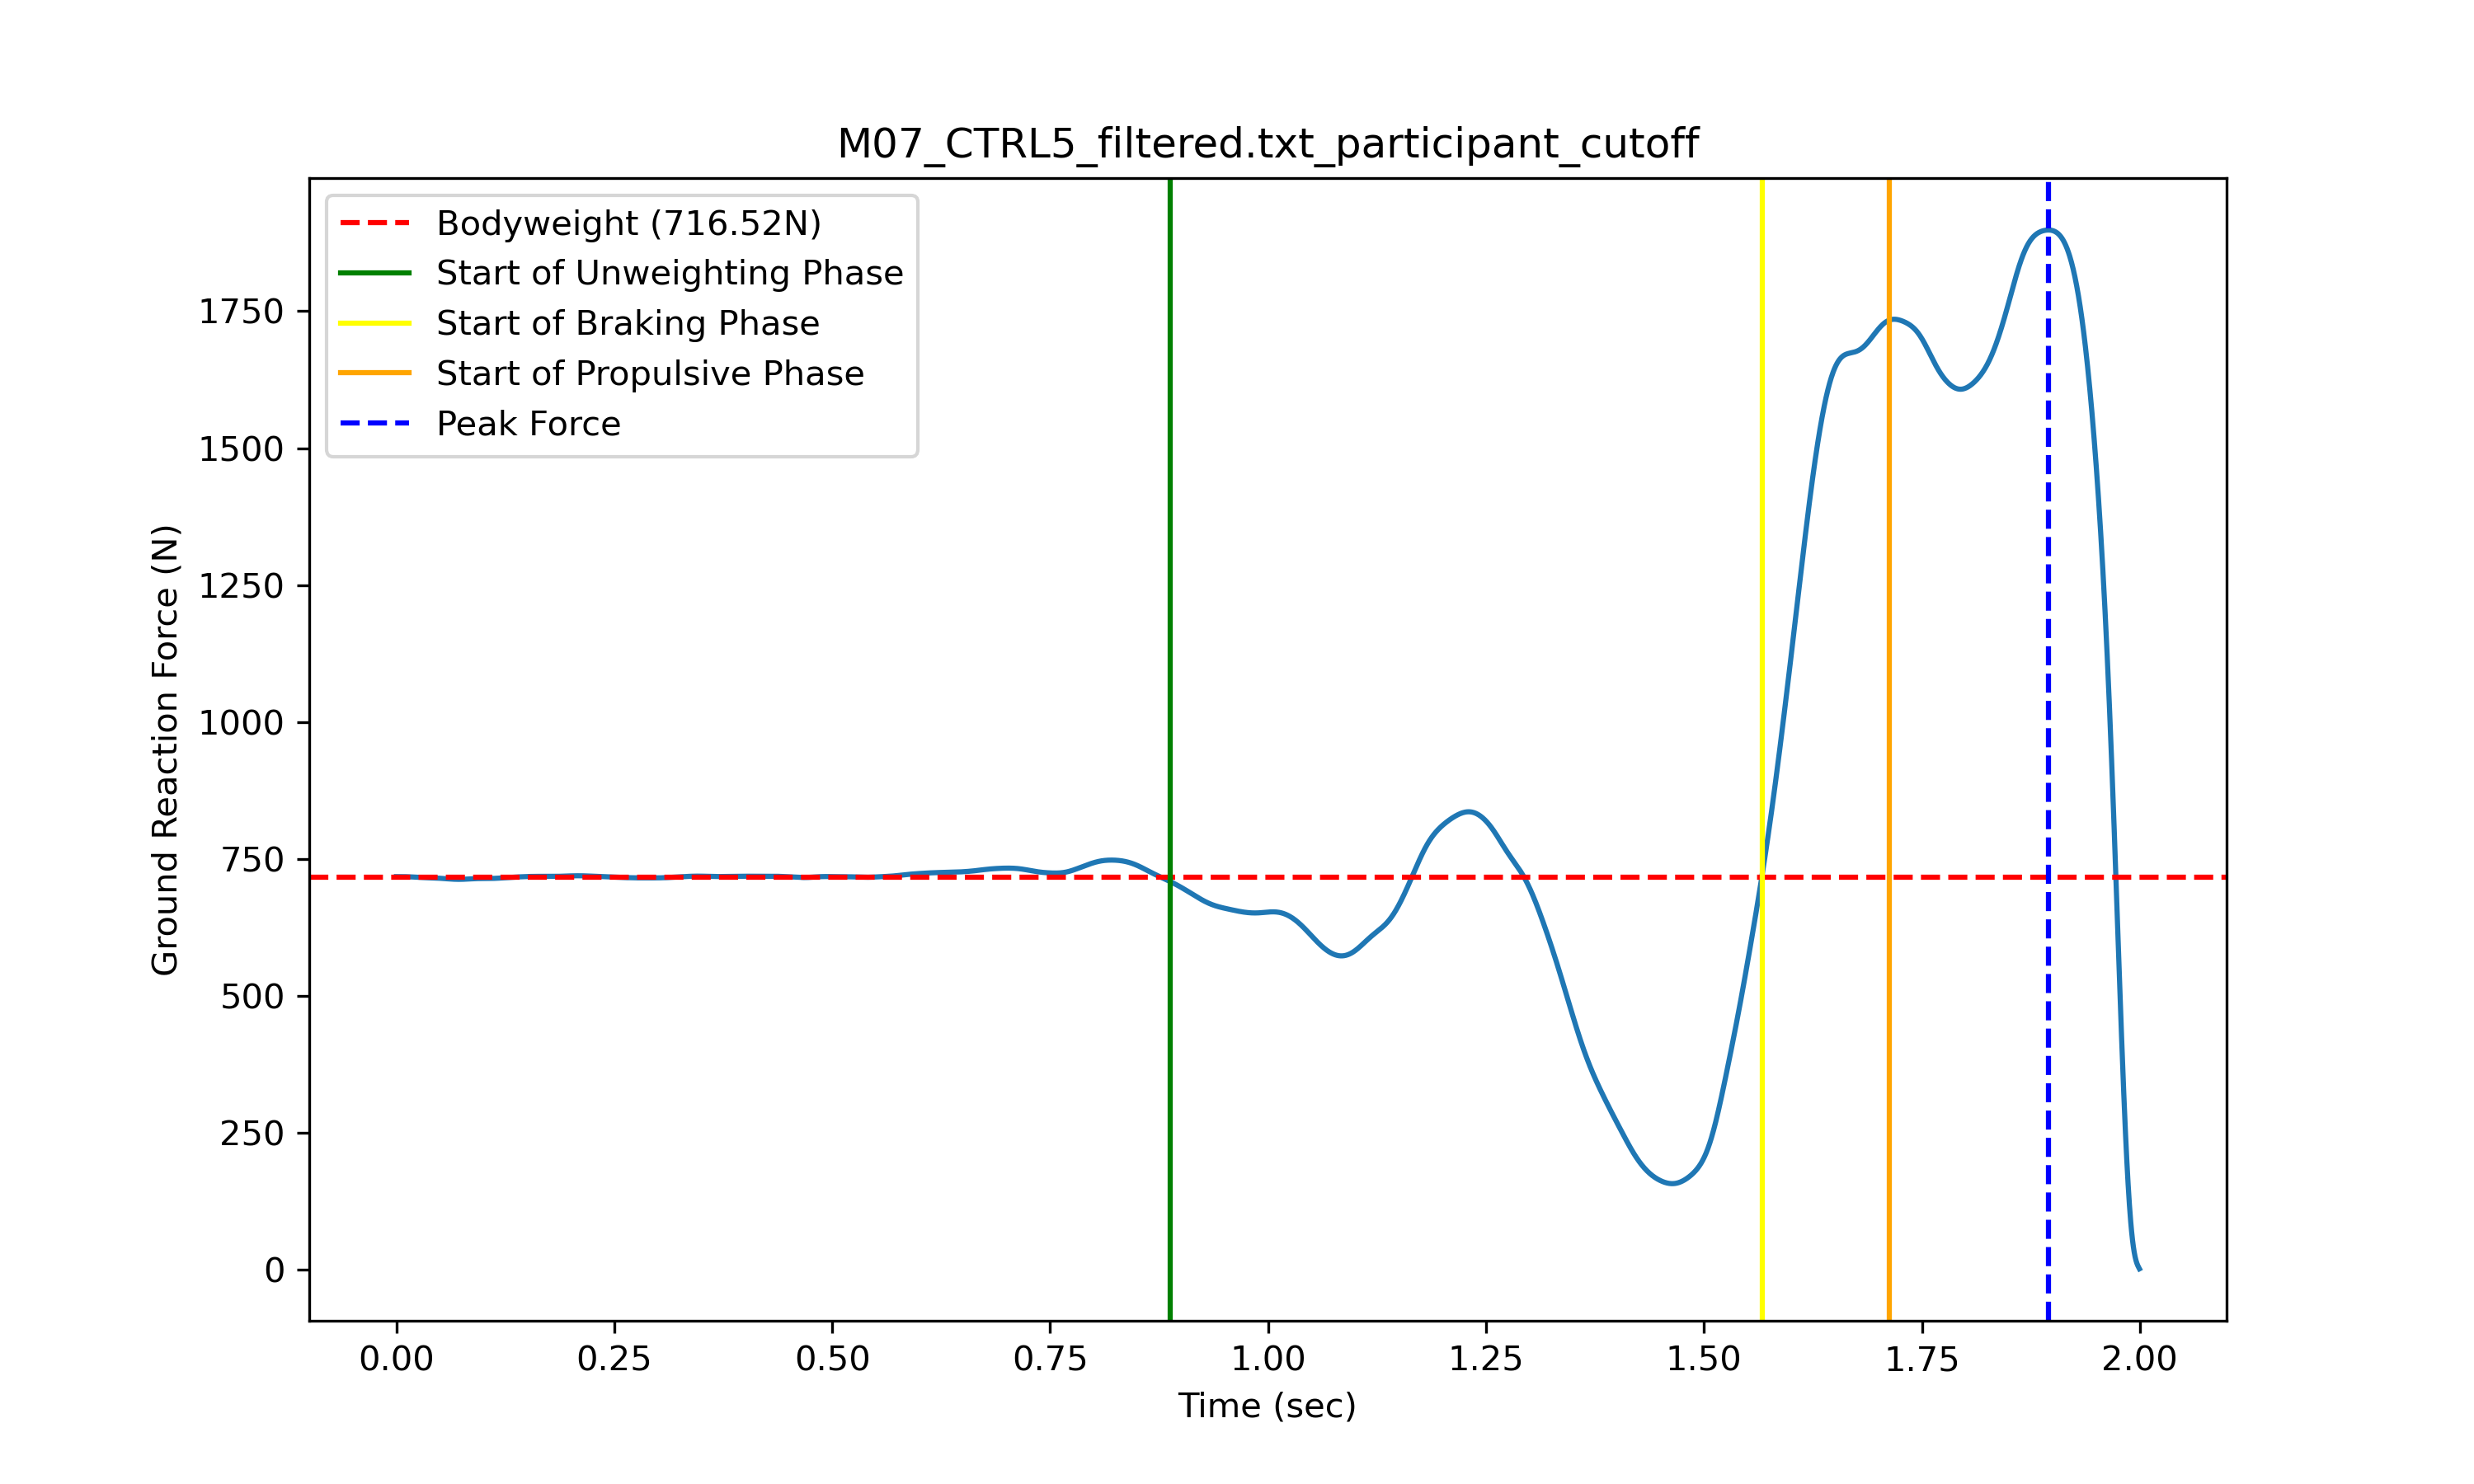 M07_CTRL5_filtered.txt_participant_cutoff
Bodyweight (716.52N)
Start of Unweighting Phase
Start of Braking Phase
Start of Propulsive Phase
Peak Force
Ground Reaction Force (N)
1750
1500
1250
1000
750
500
250
0
0.00 0.25 0.50 0.75 1.00 1.25 1.50 1.75 2.00
Time (sec)